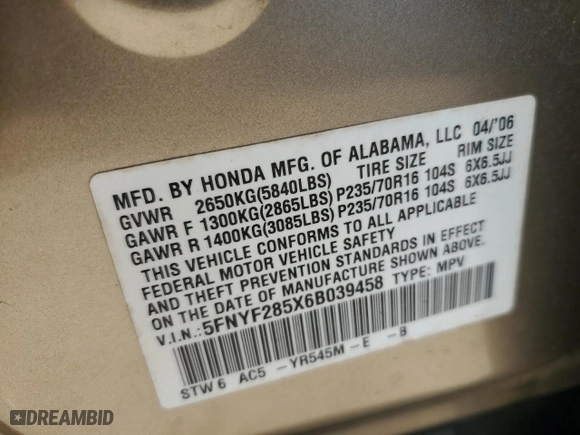 MFD. BY HONDA MFG. OF ALABAMA, LLC 04/'06
GVWR 2650KG(5840LBS) TIRE SIZE RIM SIZE
GAWR F 1300KG(2865LBS) P235/70R16 104S 6X6.5JJ
GAWR R 1400KG(3085LBS) P235/70R16 104S 6X6.5JJ
THIS VEHICLE CONFORMS TO ALL APPLICABLE
FEDERAL MOTOR VEHICLE SAFETY
AND THEFT PREVENTION STANDARDS IN EFFECT
ON THE DATE OF MANUFACTURE SHOWN ABOVE.
V.I.N.: 5FNYF285X6B039458 TYPE: MPV
STW 6 AC5 -YR545M-E -B
DREAMBID